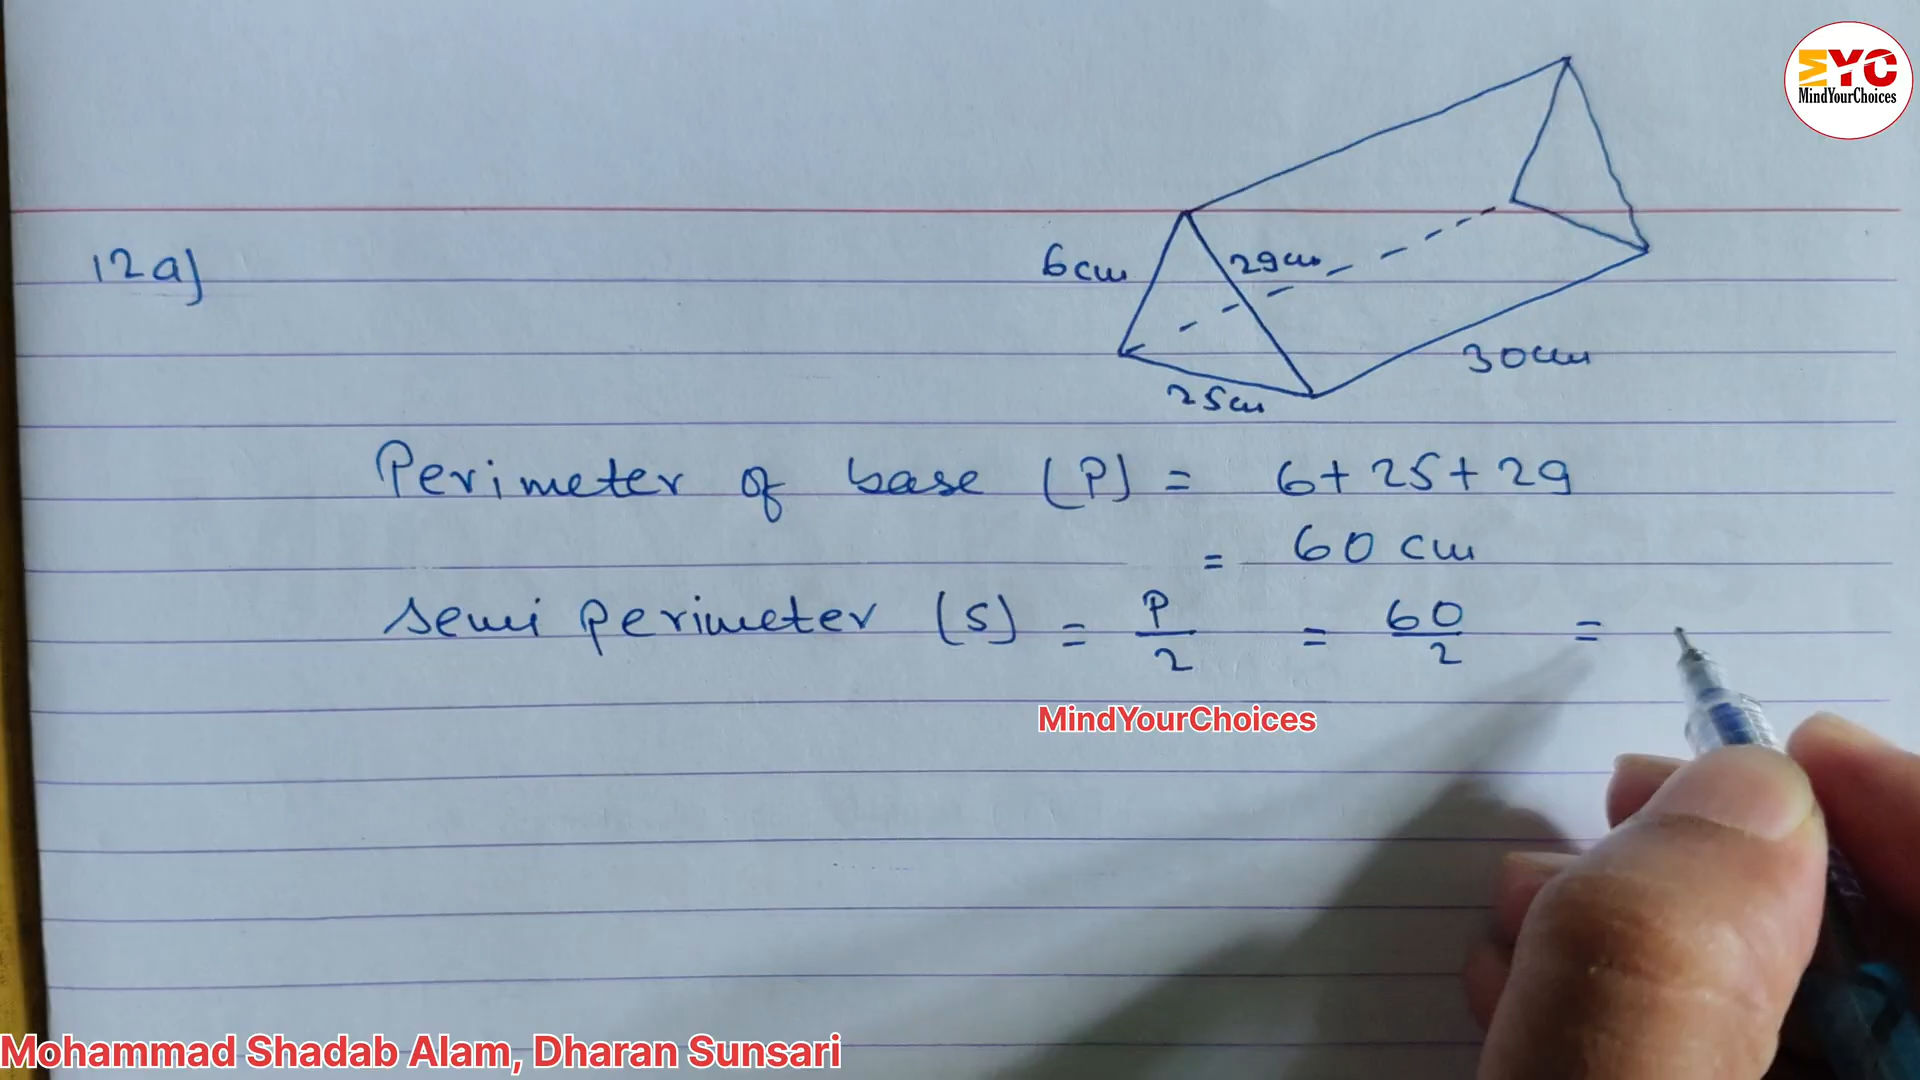 MYC
MindYourChoices
12a)
6cm
29cm
30cm
25cm
Perimeter of base (P) = 6+25+29
= 60 cm
semi perimeter (S) = P/2 = 60/2 =
MindYourChoices
Mohammad Shadab Alam, Dharan Sunsari